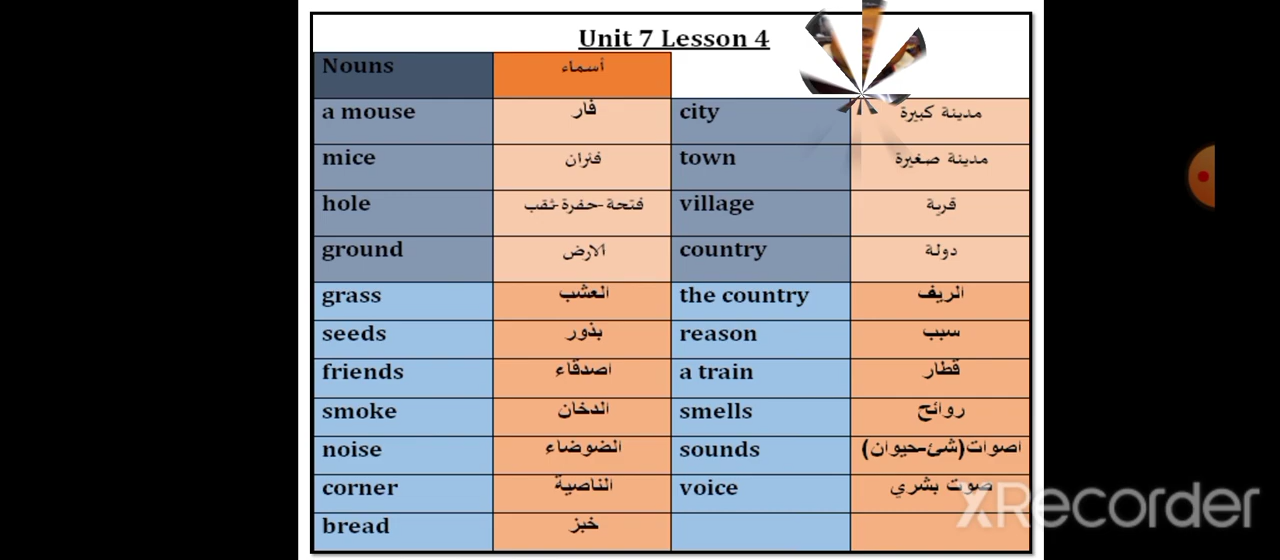 Unit 7 Lesson 4
Nouns أسماء
a mouse فار city مدينة كبيرة
mice فئران town مدينة صغيرة
hole فتحة-حفرة-ثقب village قرية
ground الارض country دولة
grass العشب the country الريف
seeds بذور reason سبب
friends اصدقاء a train قطار
smoke الدخان smells روائح
noise الضوضاء sounds اصوات(شئ-حيوان)
corner الناصية voice صوت بشري
bread خبز
XRecorder